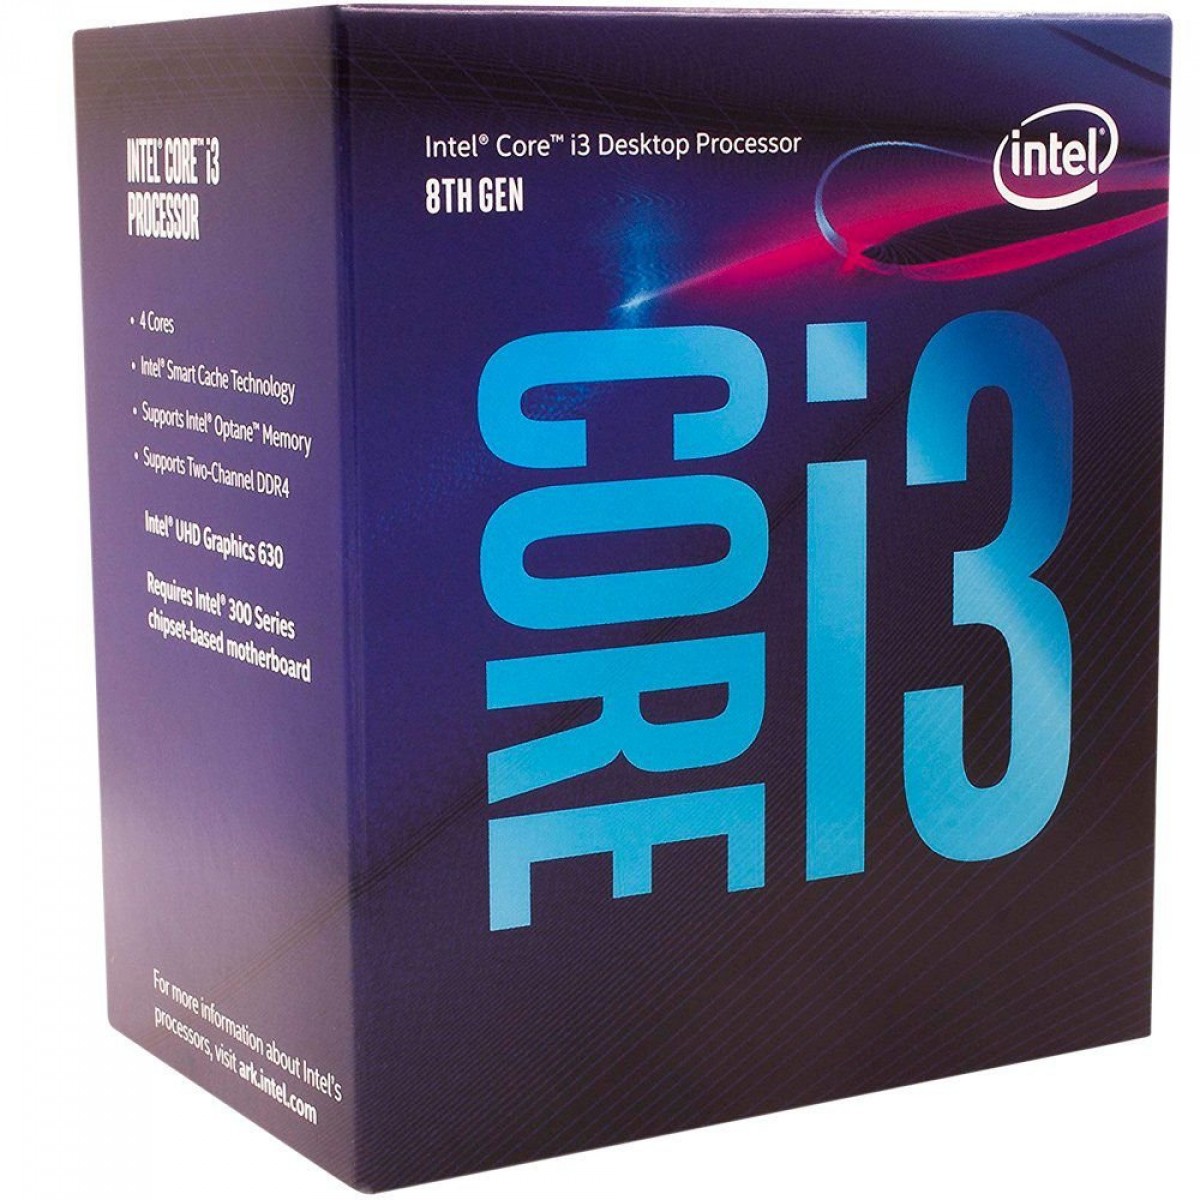 INTEL® CORE™ i3
PROCESSOR
• 4 Cores
• Intel® Smart Cache Technology
• Supports Intel® Optane™ Memory
• Supports Two-Channel DDR4
Intel® UHD Graphics 630
Requires Intel® 300 Series
chipset-based motherboard
For more information about Intel's
processors, visit ark.intel.com
Intel® Core™ i3 Desktop Processor
8TH GEN
intel®
CORE
i3